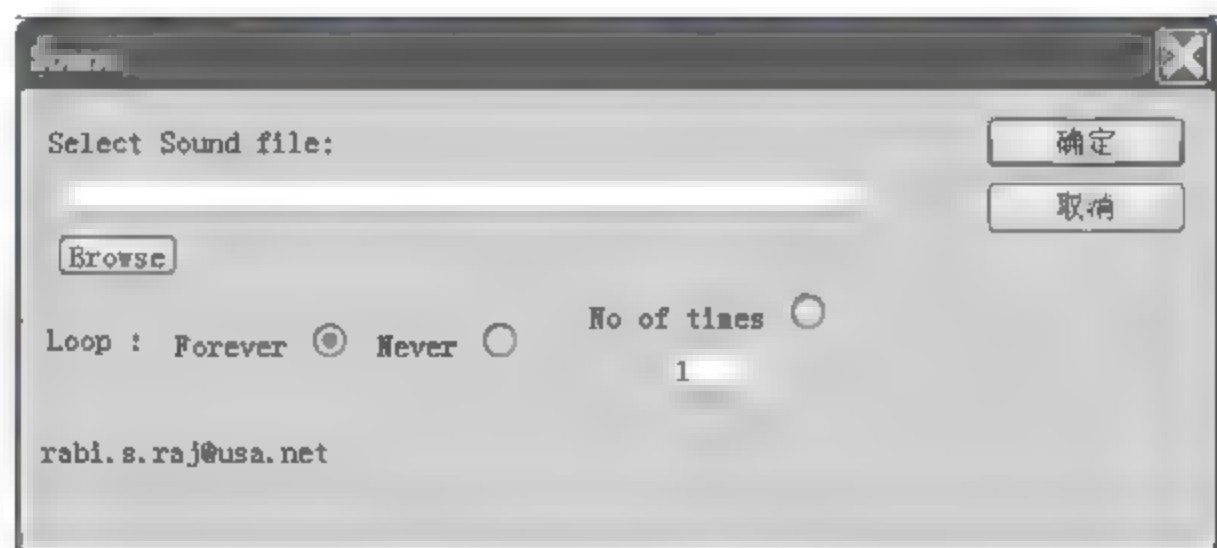 Select Sound file:
确定
取消
Browse
Loop : Forever Never
No of times
1
rabi.s.raj@usa.net